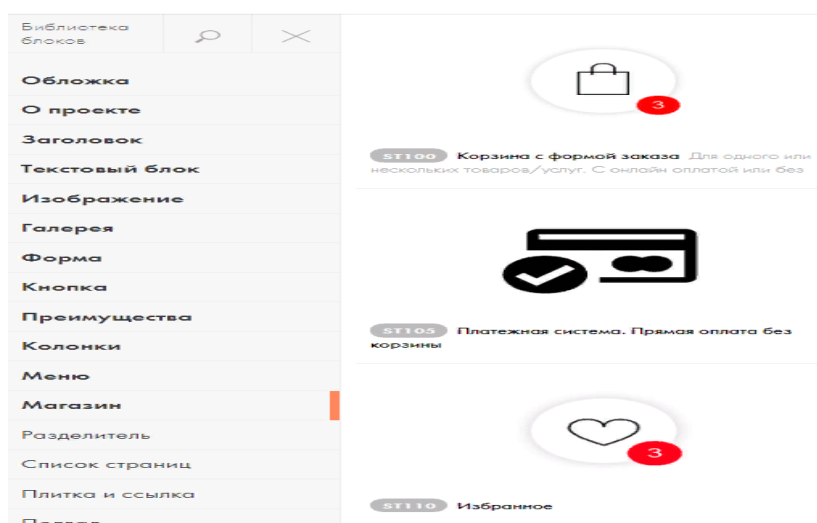 Библиотека
блоков
Обложка
О проекте
Заголовок
Текстовый блок
Изображение
Галерея
Форма
Кнопка
Преимущества
Колонки
Меню
Магазин
Разделитель
Список страниц
Плитка и ссылка
3
ST100 Корзина с формой заказа Для одного или
нескольких товаров/услуг. С онлайн оплатой или без
ST105 Платежная система. Прямая оплата без
корзины
3
ST110 Избранное